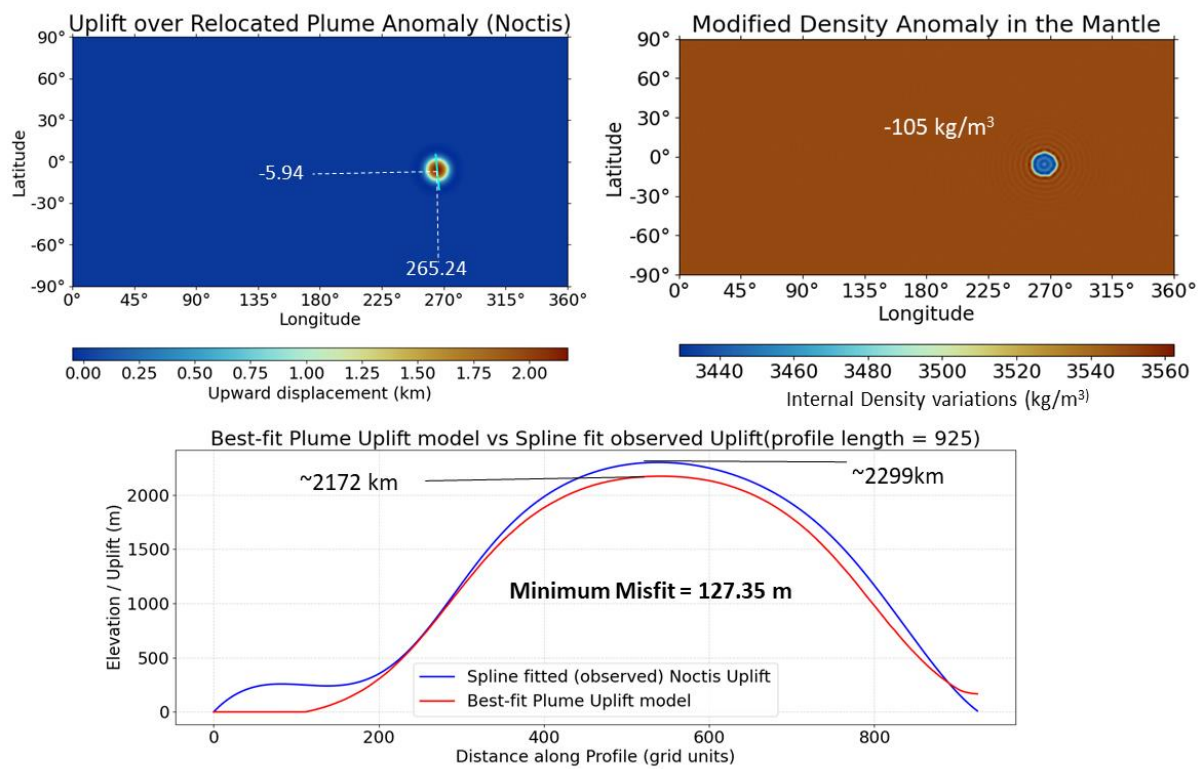 Uplift over Relocated Plume Anomaly (Noctis)
90°
60°
30°
0°
-30°
-60°
-90°
Latitude
-5.94
265.24
0° 45° 90° 135° 180° 225° 270° 315° 360°
Longitude
0.00 0.25 0.50 0.75 1.00 1.25 1.50 1.75 2.00
Upward displacement (km)
Modified Density Anomaly in the Mantle
90°
60°
30°
0°
-30°
-60°
-90°
Latitude
-105 kg/m³
0° 45° 90° 135° 180° 225° 270° 315° 360°
Longitude
3440 3460 3480 3500 3520 3540 3560
Internal Density variations (kg/m³)
Best-fit Plume Uplift model vs Spline fit observed Uplift(profile length = 925)
~2172 km
~2299km
2000
1500
1000
500
0
Elevation / Uplift (m)
Minimum Misfit = 127.35 m
Spline fitted (observed) Noctis Uplift
Best-fit Plume Uplift model
0 200 400 600 800
Distance along Profile (grid units)